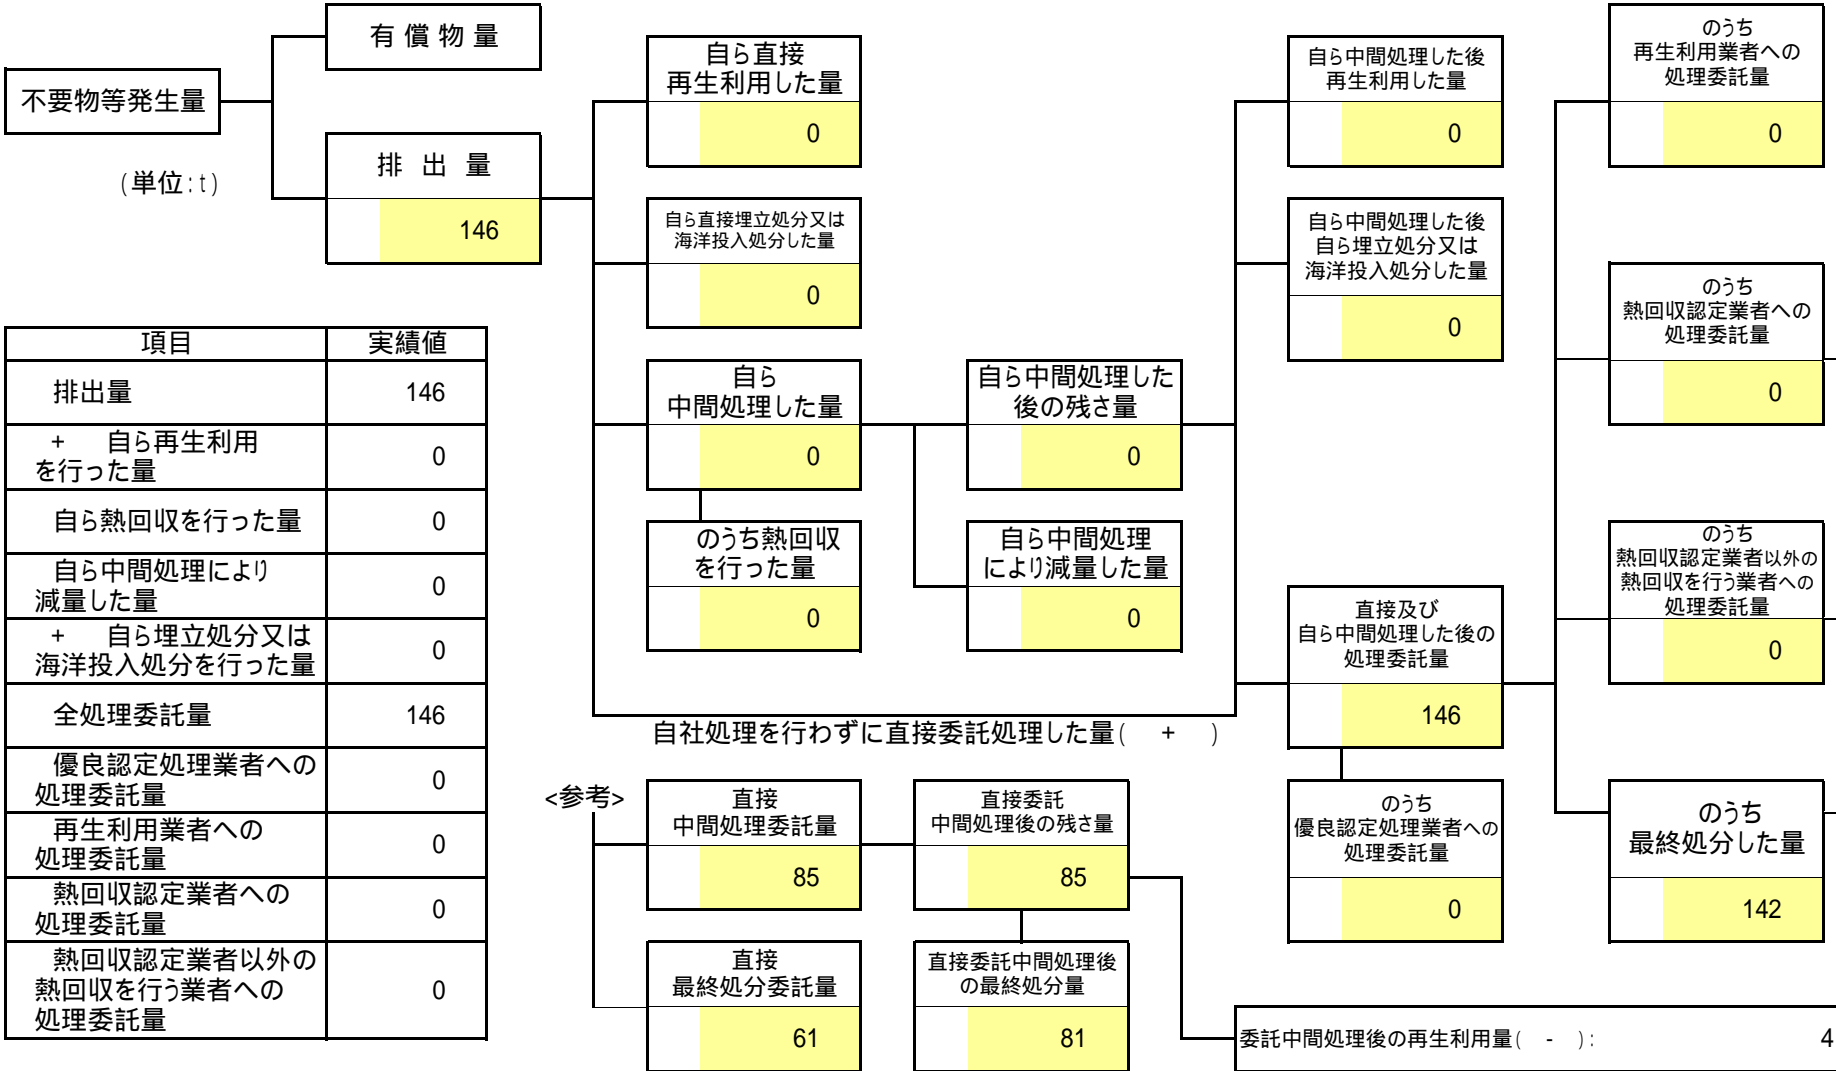 有償物量
不要物等発生量
(単位:t)
排出量
146
自ら直接
再生利用した量
0
自ら直接埋立処分又は
海洋投入処分した量
0
自ら
中間処理した量
0
のうち熱回収
を行った量
0
自ら中間処理した
後の残さ量
0
自ら中間処理
により減量した量
0
自ら中間処理した後
再生利用した量
0
自ら中間処理した後
自ら埋立処分又は
海洋投入処分した量
0
直接及び
自ら中間処理した後の
処理委託量
146
のうち
優良認定処理業者への
処理委託量
0
のうち
再生利用業者への
処理委託量
0
のうち
熱回収認定業者への
処理委託量
0
のうち
熱回収認定業者以外の
熱回収を行う業者への
処理委託量
0
のうち
最終処分した量
142
自社処理を行わずに直接委託処理した量( + )
<参考>
直接
中間処理委託量
85
直接委託
中間処理後の残さ量
85
直接
最終処分委託量
61
直接委託中間処理後
の最終処分量
81
委託中間処理後の再生利用量( - ): 4
項目 実績値
排出量 146
+ 自ら再生利用
を行った量 0
自ら熱回収を行った量 0
自ら中間処理により
減量した量 0
+ 自ら埋立処分又は
海洋投入処分を行った量 0
全処理委託量 146
優良認定処理業者への
処理委託量 0
再生利用業者への
処理委託量 0
熱回収認定業者への
処理委託量 0
熱回収認定業者以外の
熱回収を行う業者への
処理委託量 0